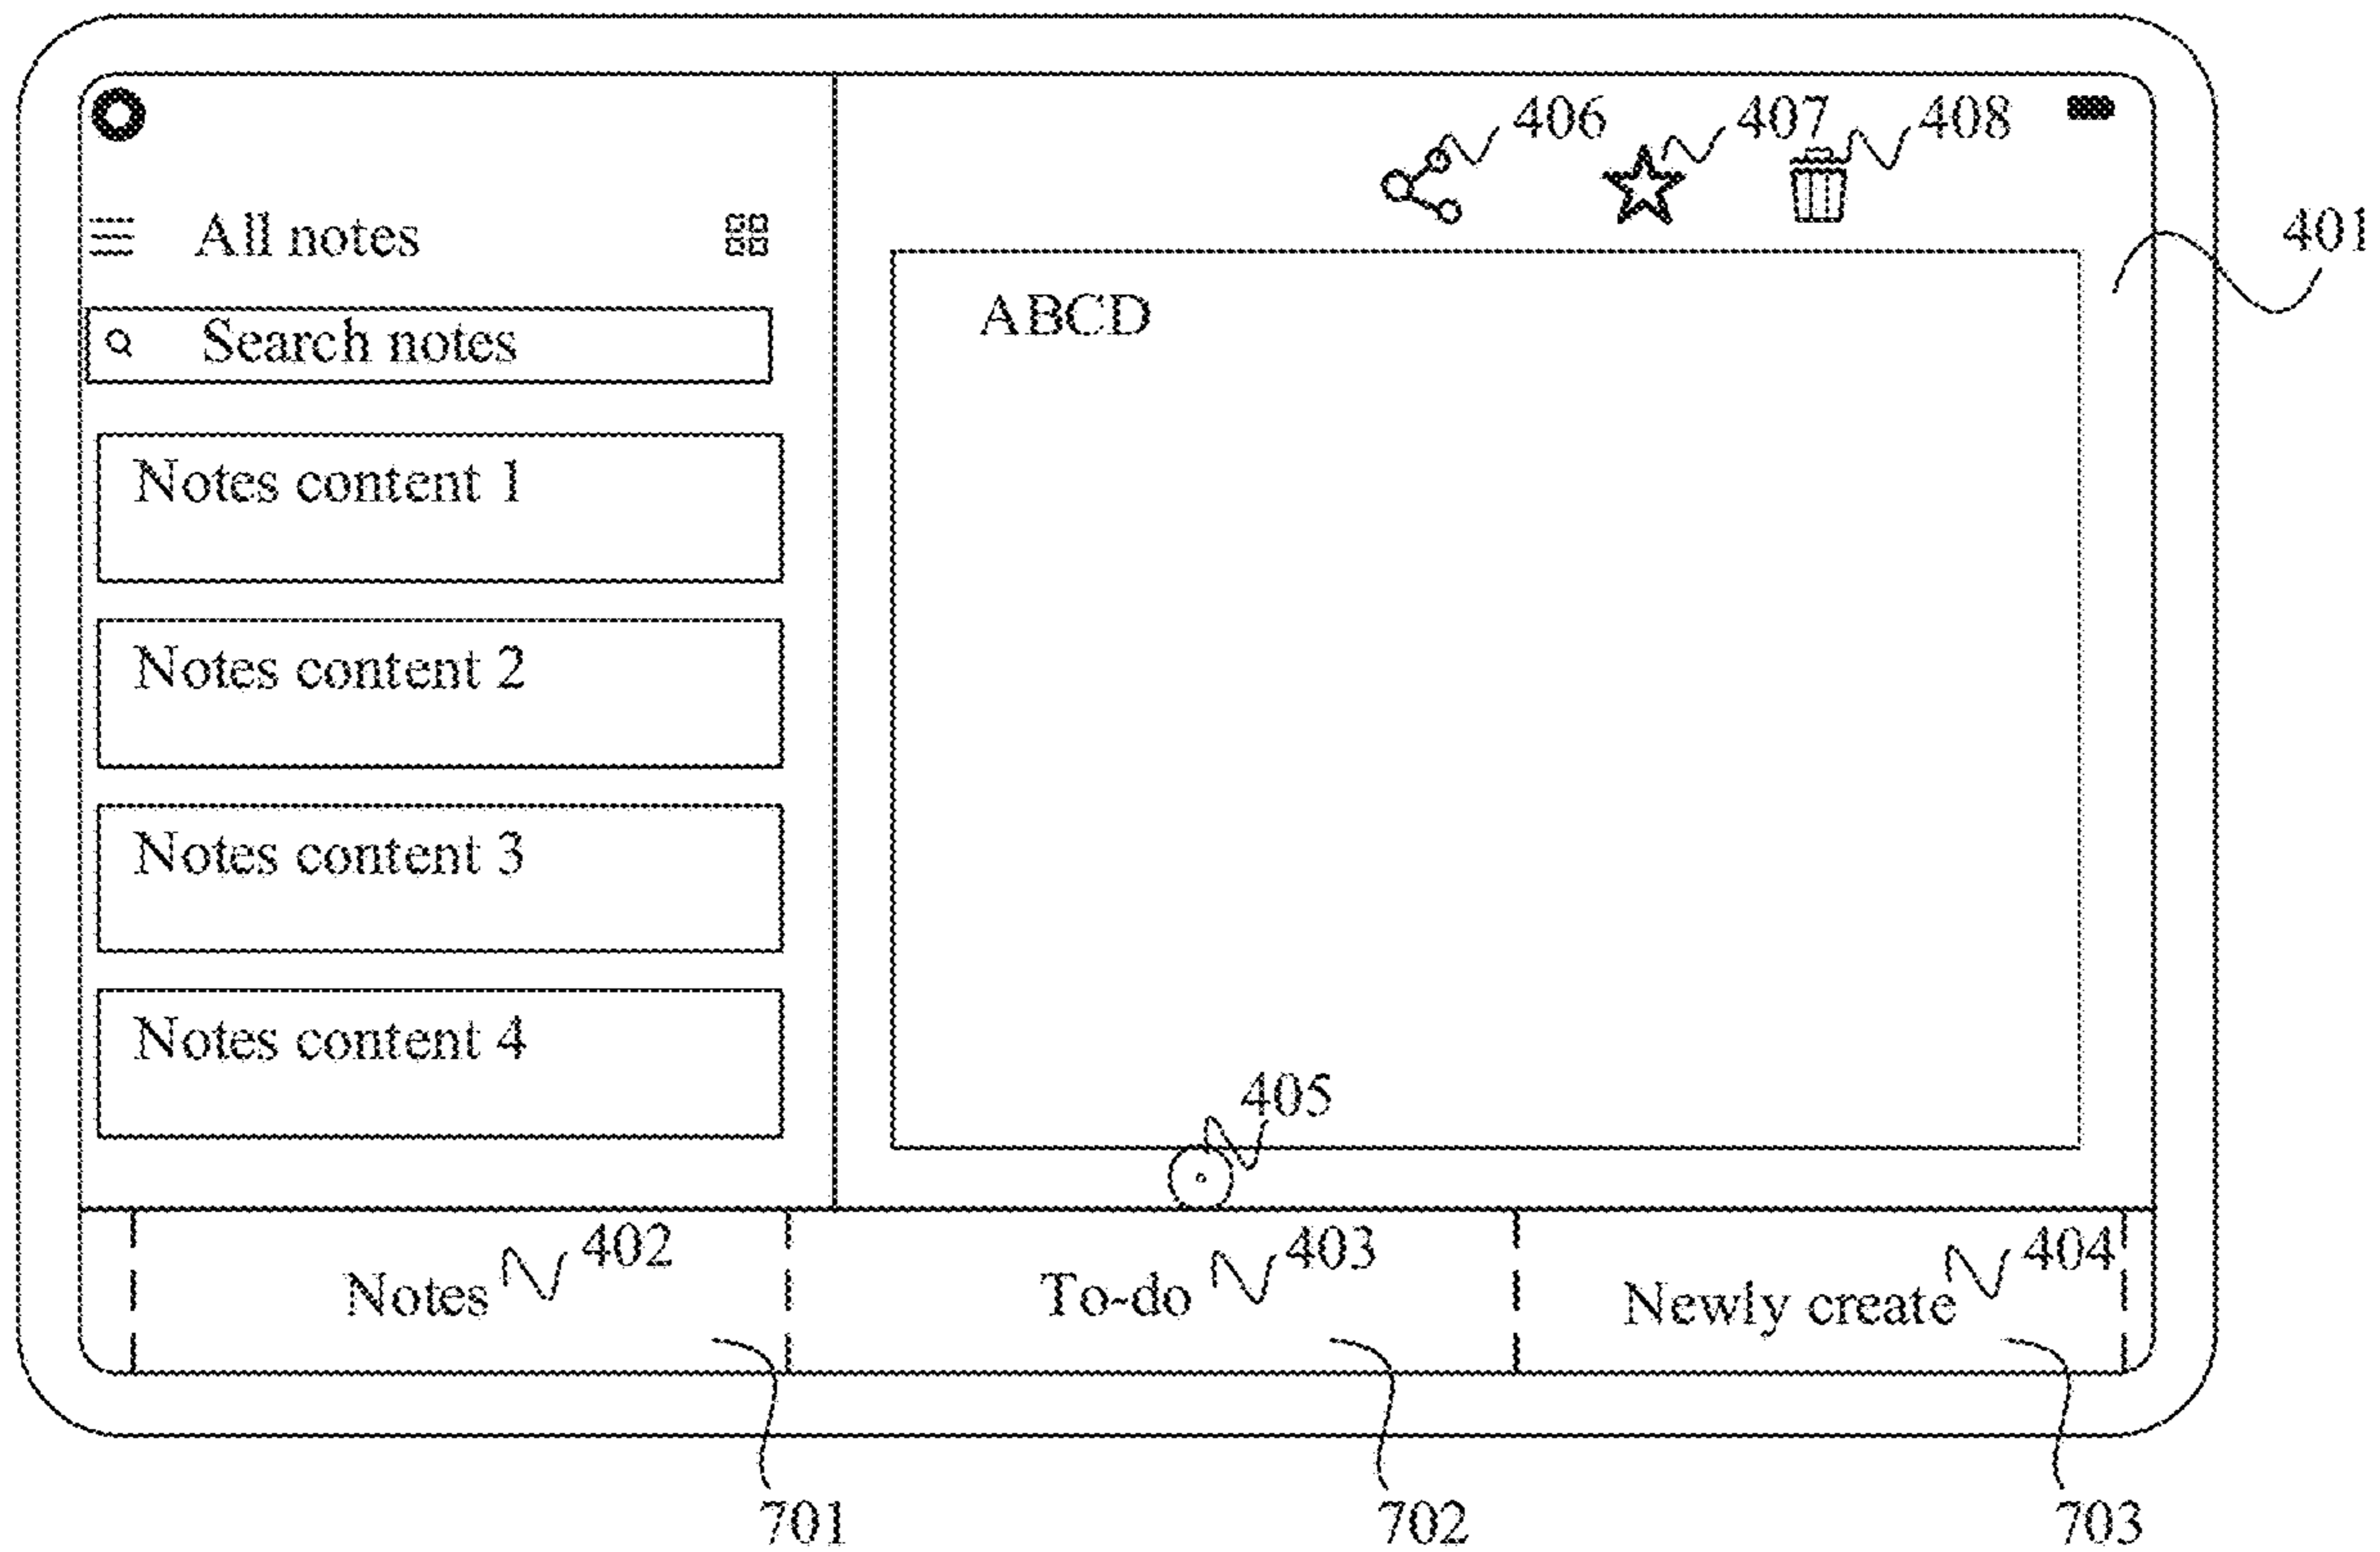 406 407 408
401
All notes
Search notes
ABCD
Notes content 1
Notes content 2
Notes content 3
Notes content 4
405
Notes 402
To-do 403
Newly create 404
701 702 703